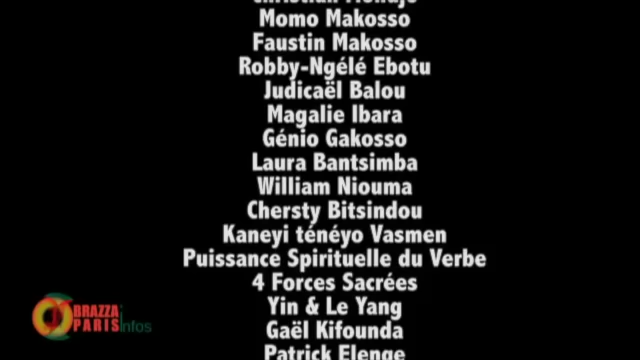 Momo Makosso
Faustin Makosso
Robby-Ngélé Ebotu
Judicaël Balou
Magalie Ibara
Génio Gakosso
Laura Bantsimba
William Niouma
Chersty Bitsindou
Kaneyi ténéyo Vasmen
Puissance Spirituelle du Verbe
4 Forces Sacrées
Yin & Le Yang
Gaël Kifounda
Patrick Elenge
BRAZZA
PARIS infos